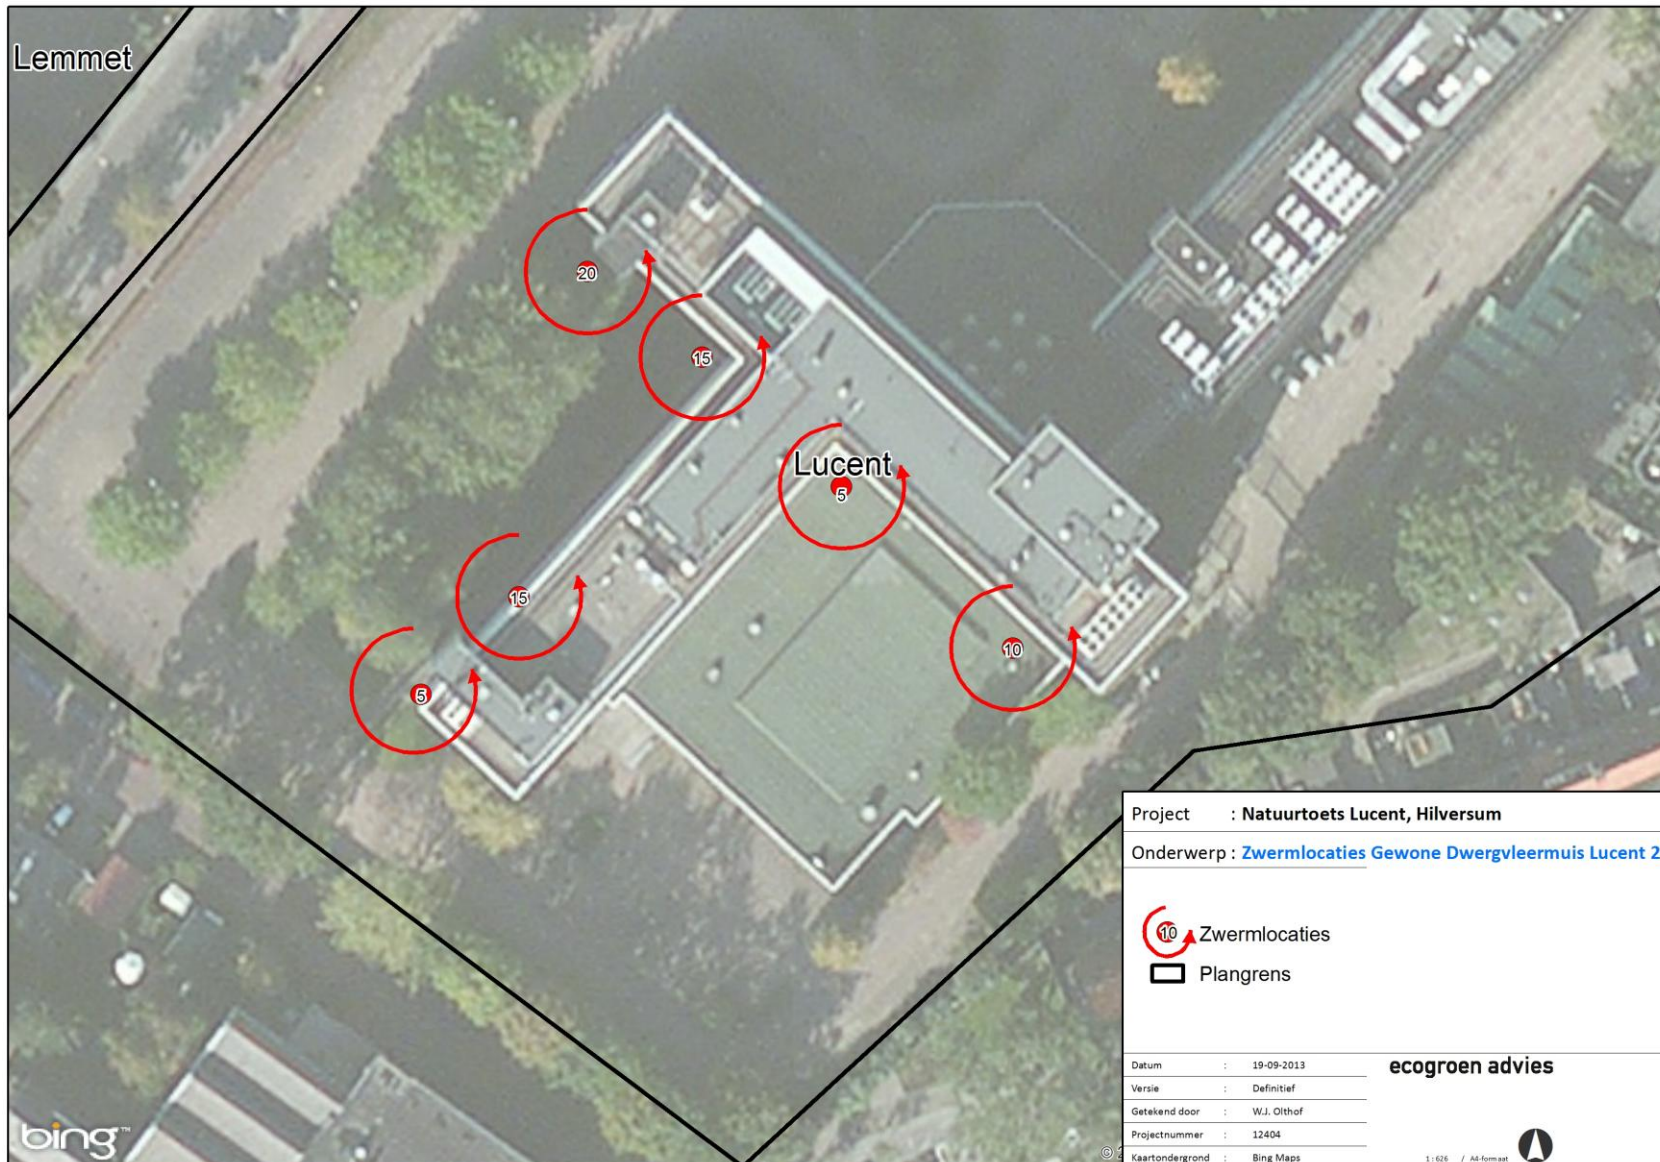 Lemmet
20
15
Lucent
5
15
10
5
Project : Natuurtoets Lucent, Hilversum
Onderwerp : Zwermlocaties Gewone Dwergvleermuis Lucent 2
10 Zwermlocaties
Plangrens
Datum : 19-09-2013
ecogroen advies
Versie : Definitief
Getekend door : W.J. Olthof
Projectnummer : 12404
Kaartondergrond : Bing Maps
1 : 626 / A4-formaat
bing™
©